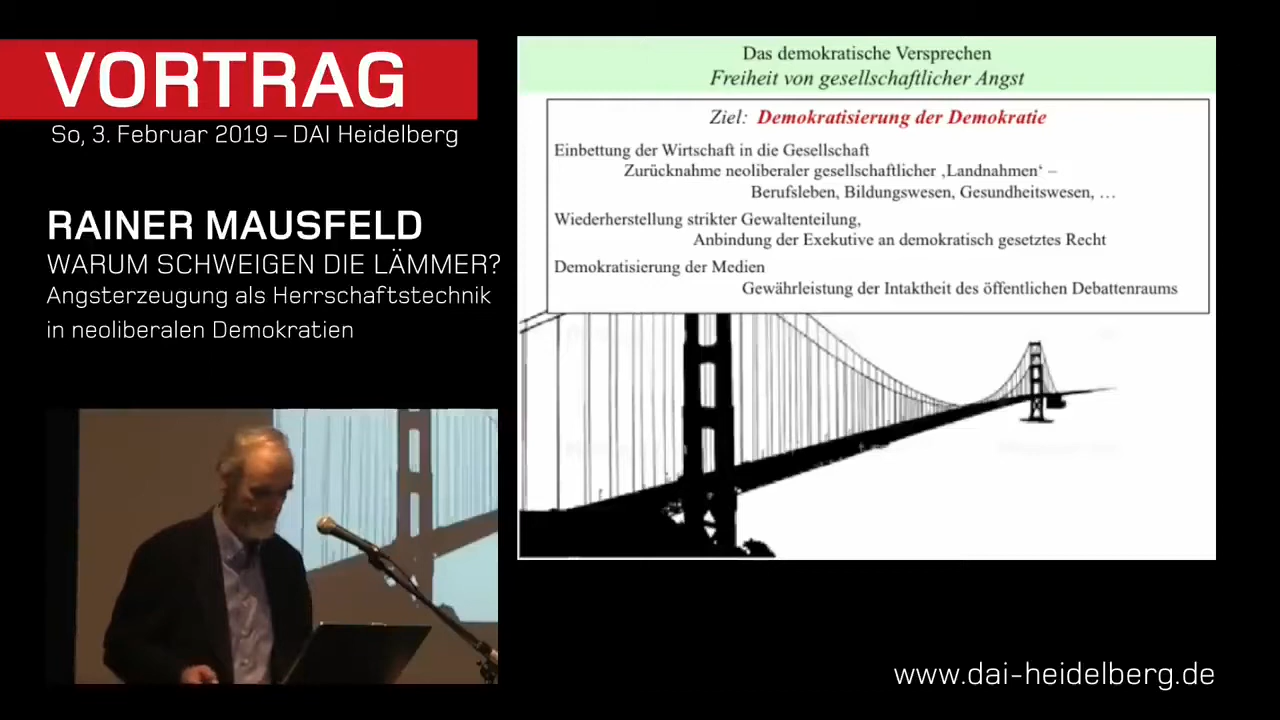 VORTRAG
So, 3. Februar 2019 – DAI Heidelberg
RAINER MAUSFELD
WARUM SCHWEIGEN DIE LÄMMER?
Angsterzeugung als Herrschaftstechnik
in neoliberalen Demokratien
Das demokratische Versprechen
Freiheit von gesellschaftlicher Angst
Ziel: Demokratisierung der Demokratie
Einbettung der Wirtschaft in die Gesellschaft
Zurücknahme neoliberaler gesellschaftlicher ‚Landnahmen‘ –
Berufsleben, Bildungswesen, Gesundheitswesen, …
Wiederherstellung strikter Gewaltenteilung,
Anbindung der Exekutive an demokratisch gesetztes Recht
Demokratisierung der Medien
Gewährleistung der Intaktheit des öffentlichen Debattenraums
www.dai-heidelberg.de